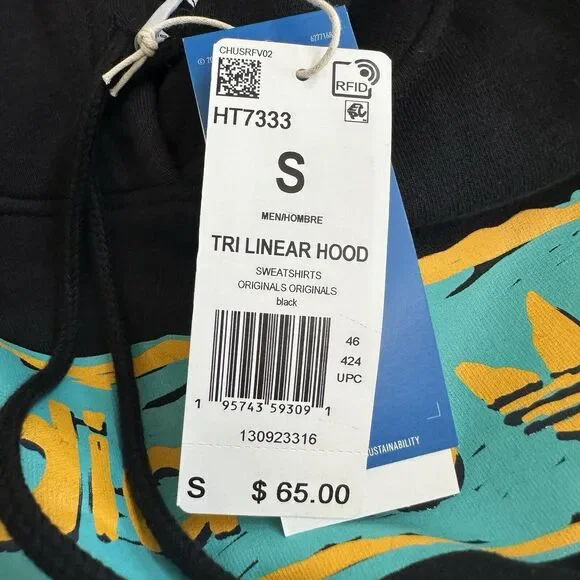 CHUSRFV02
RFID
HT7333
S
MEN/HOMBRE
TRI LINEAR HOOD
SWEATSHIRTS
ORIGINALS ORIGINALS
black
46
424
UPC
1 95743 59309 1
130923316
S $ 65.00
SUSTAINABILITY